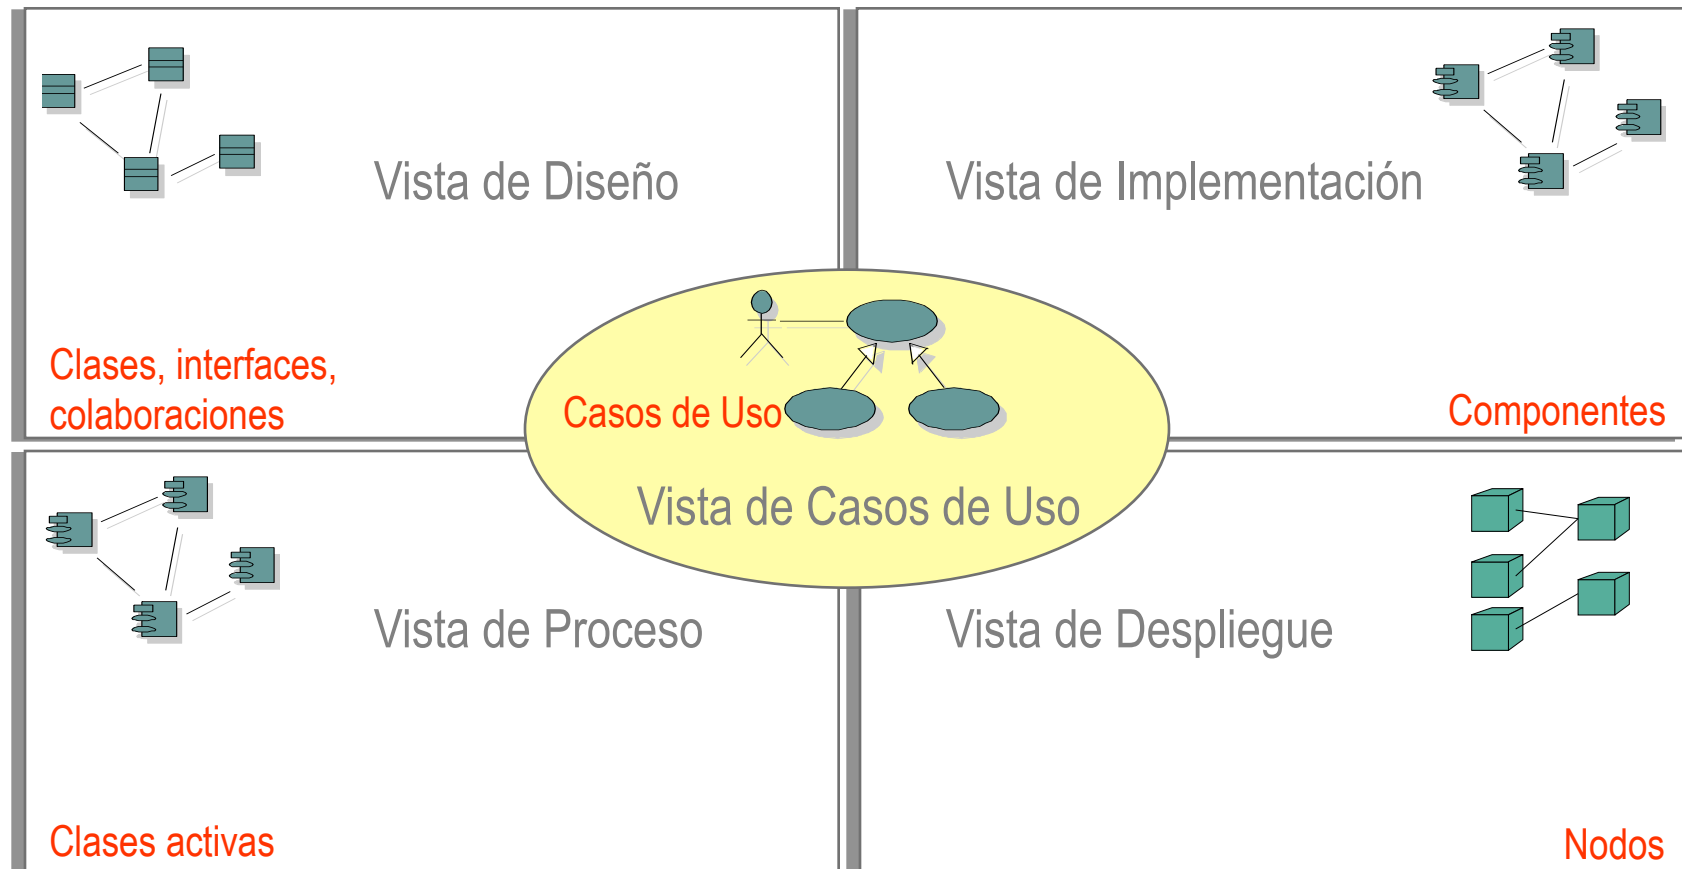 Vista de Diseño
Vista de Implementación
Clases, interfaces,
colaboraciones
Casos de Uso
Componentes
Vista de Casos de Uso
Vista de Proceso
Vista de Despliegue
Clases activas
Nodos